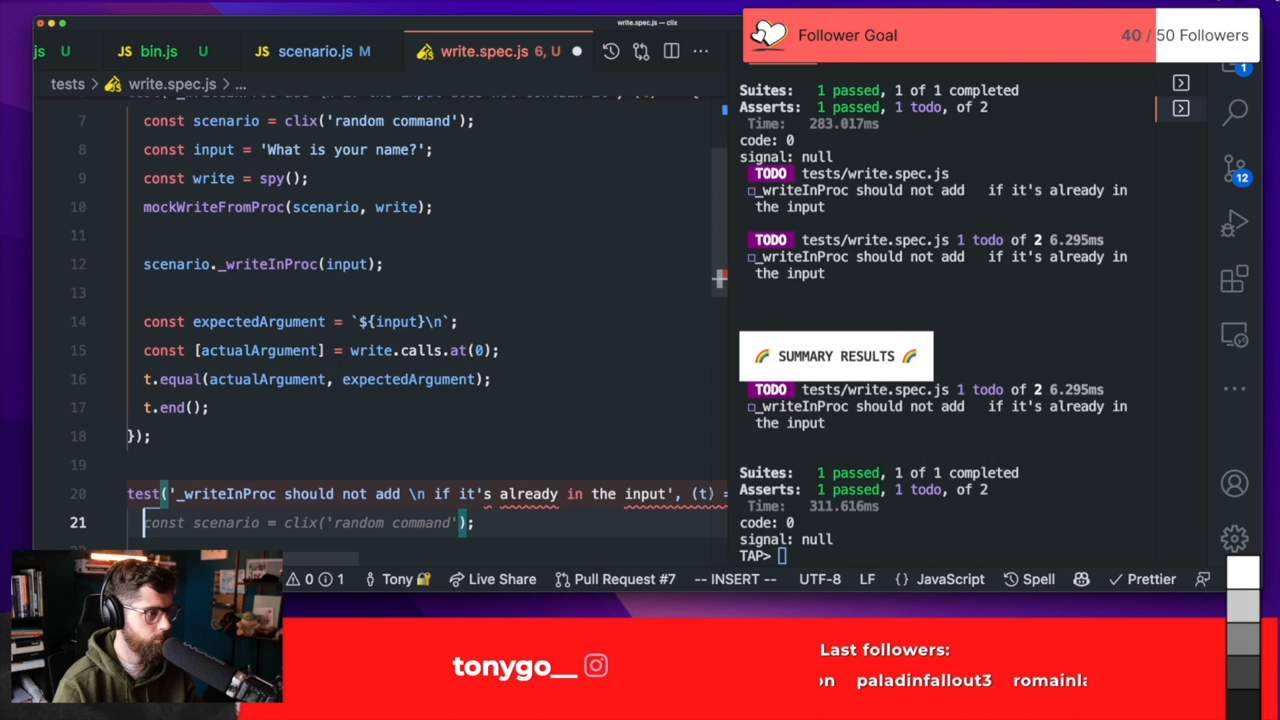 write.spec.js — clix
js U
JS bin.js U
JS scenario.js M
write.spec.js 6, U
tests > write.spec.js > ...
7 const scenario = clix('random command');
8 const input = 'What is your name?';
9 const write = spy();
10 mockWriteFromProc(scenario, write);
11
12 scenario._writeInProc(input);
13
14 const expectedArgument = `${input}\n`;
15 const [actualArgument] = write.calls.at(0);
16 t.equal(actualArgument, expectedArgument);
17 t.end();
18 });
19
20 test('_writeInProc should not add \n if it's already in the input', (t) =
21 const scenario = clix('random command');
Follower Goal
40 / 50 Followers
Suites: 1 passed, 1 of 1 completed
Asserts: 1 passed, 1 todo, of 2
Time: 283.017ms
code: 0
signal: null
TODO tests/write.spec.js
_writeInProc should not add if it's already in
the input
TODO tests/write.spec.js 1 todo of 2 6.295ms
_writeInProc should not add if it's already in
the input
🌈 SUMMARY RESULTS 🌈
TODO tests/write.spec.js 1 todo of 2 6.295ms
_writeInProc should not add if it's already in
the input
Suites: 1 passed, 1 of 1 completed
Asserts: 1 passed, 1 todo, of 2
Time: 311.616ms
code: 0
signal: null
TAP>
1
12
0 1 Tony 🔐 Live Share Pull Request #7 -- INSERT -- UTF-8 LF {} JavaScript Spell Prettier
tonygo__
Last followers:
on paladinfallout3 romainla